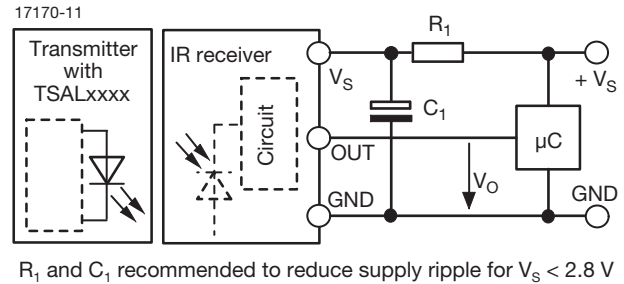 17170-11
Transmitter
with
TSALxxxx
IR receiver
Circuit
VS
OUT
GND
R1
C1
VO
µC
+ VS
GND
R1 and C1 recommended to reduce supply ripple for VS < 2.8 V